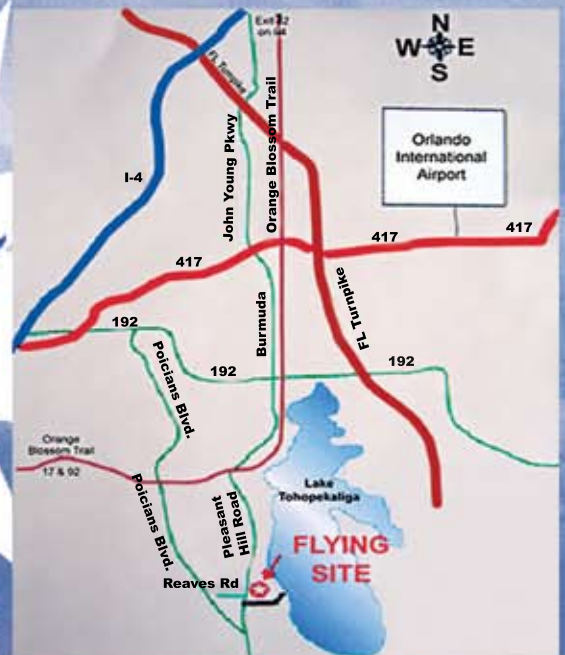 Exit 82
on I-4
N
W E
S
FL Turnpike
Orlando
International
Airport
John Young Pkwy
Orange Blossom Trail
I-4
417
417
417
192
Burmuda
FL Turnpike
192
192
Poicians Blvd.
Orange
Blossom Trail
17 & 92
Poicians Blvd.
Pleasant
Hill Road
Lake
Tohopekaliga
FLYING
SITE
Reaves Rd